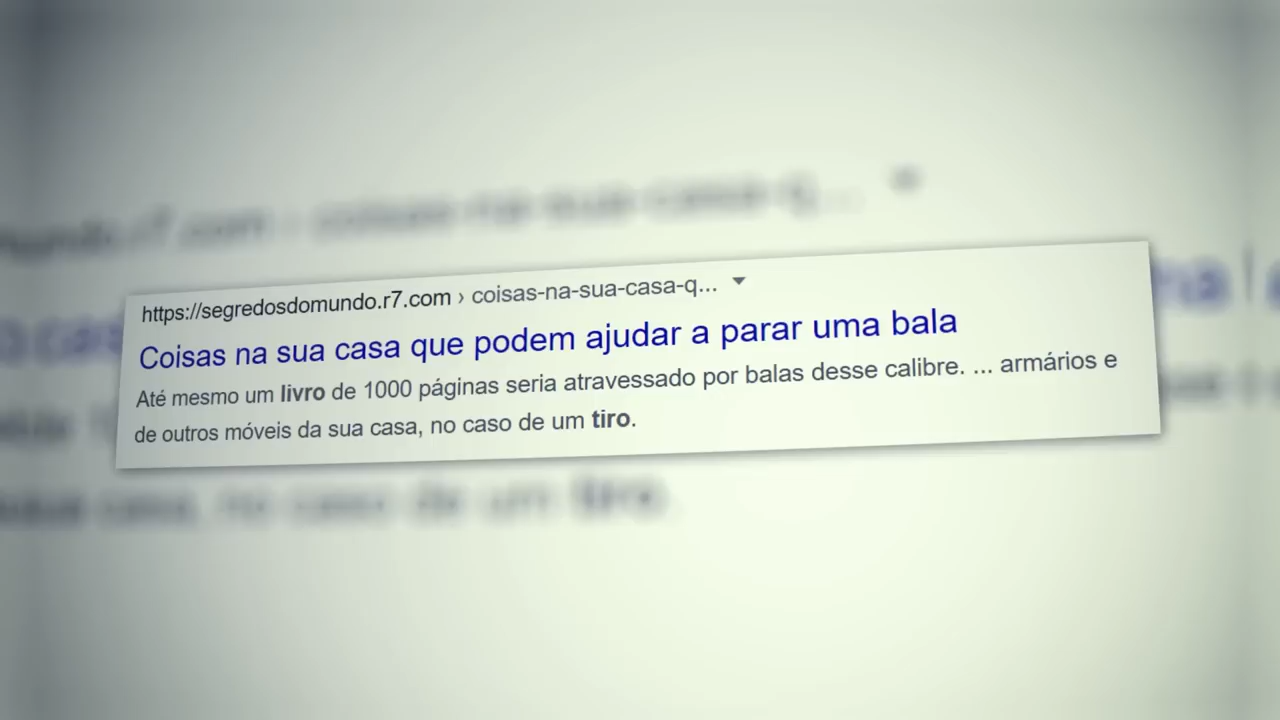 https://segredosdomundo.r7.com › coisas-na-sua-casa-q...
Coisas na sua casa que podem ajudar a parar uma bala
Até mesmo um livro de 1000 páginas seria atravessado por balas desse calibre. ... armários e
de outros móveis da sua casa, no caso de um tiro.